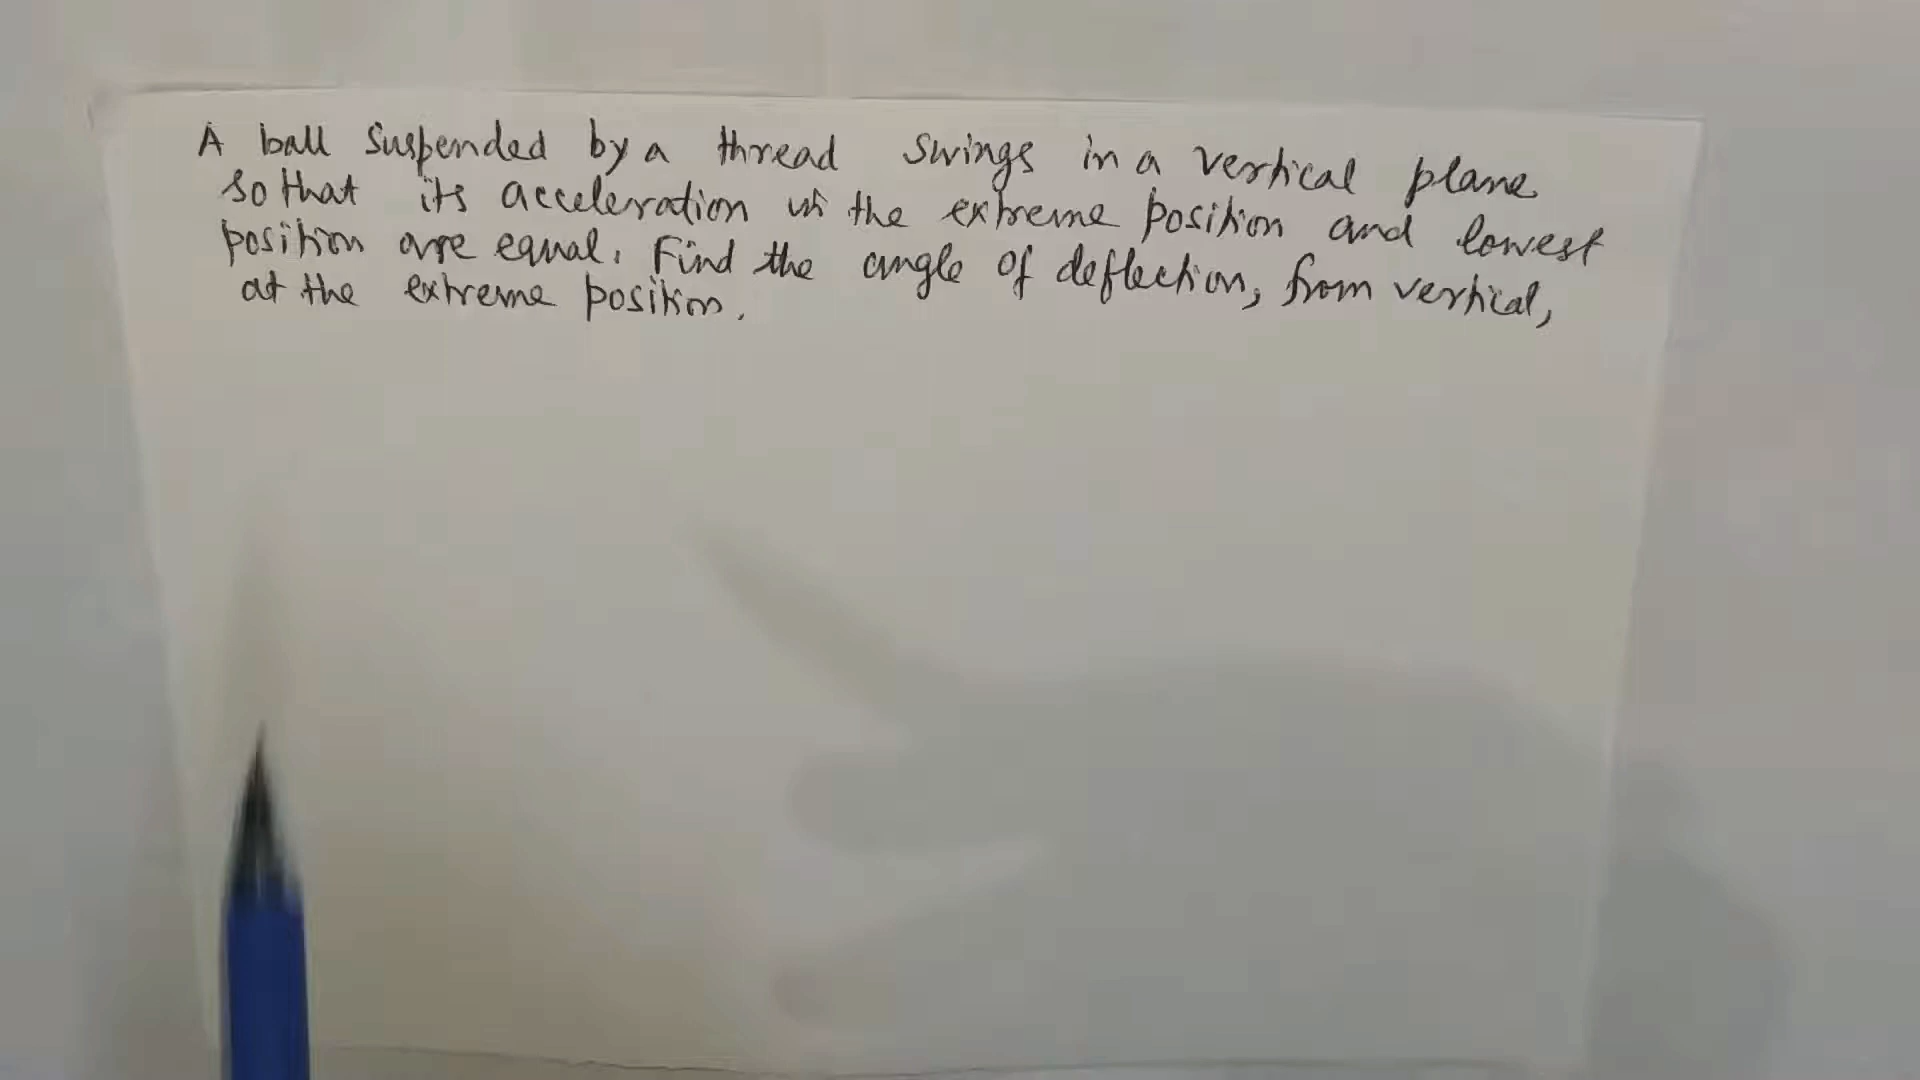 A ball suspended by a thread swings in a vertical plane
so that its acceleration in the extreme position and lowest
position are equal. Find the angle of deflection, from vertical,
at the extreme position.